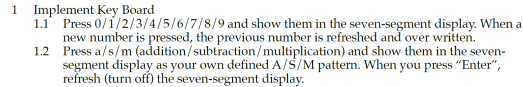 1 Implement Key Board
1.1 Press 0/1/2/3/4/5/6/7/8/9 and show them in the seven-segment display. When a
new number is pressed, the previous number is refreshed and over written.
1.2 Press a/s/m (addition/subtraction/multiplication) and show them in the seven-
segment display as your own defined A/S/M pattern. When you press “Enter”,
refresh (turn off) the seven-segment display.